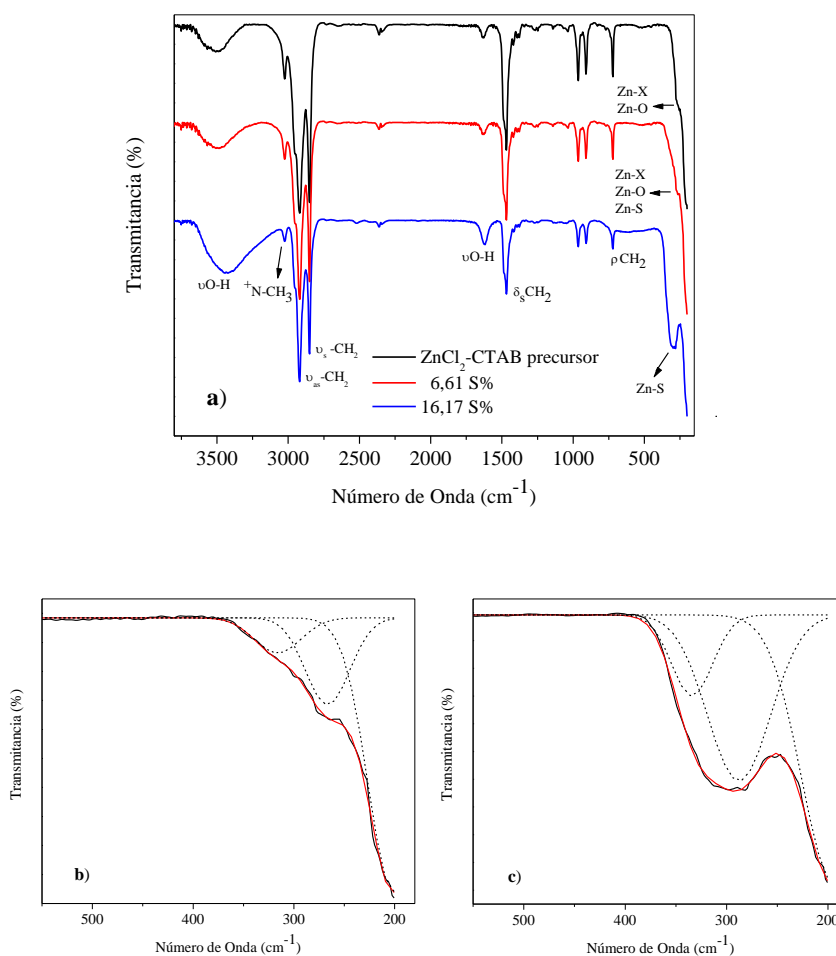 Transmitancia (%)
Zn-X
Zn-O
Zn-X
Zn-O
Zn-S
υO-H
⁺N-CH₃
υO-H
δₛCH₂
ρ CH₂
υₛ -CH₂
υₐₛ-CH₂
Zn-S
ZnCl₂-CTAB precursor
6,61 S%
16,17 S%
a)
3500 3000 2500 2000 1500 1000 500
Número de Onda (cm⁻¹)
Transmitancia (%)
b)
500 400 300 200
Número de Onda (cm⁻¹)
Transmitancia (%)
c)
500 400 300 200
Número de Onda (cm⁻¹)